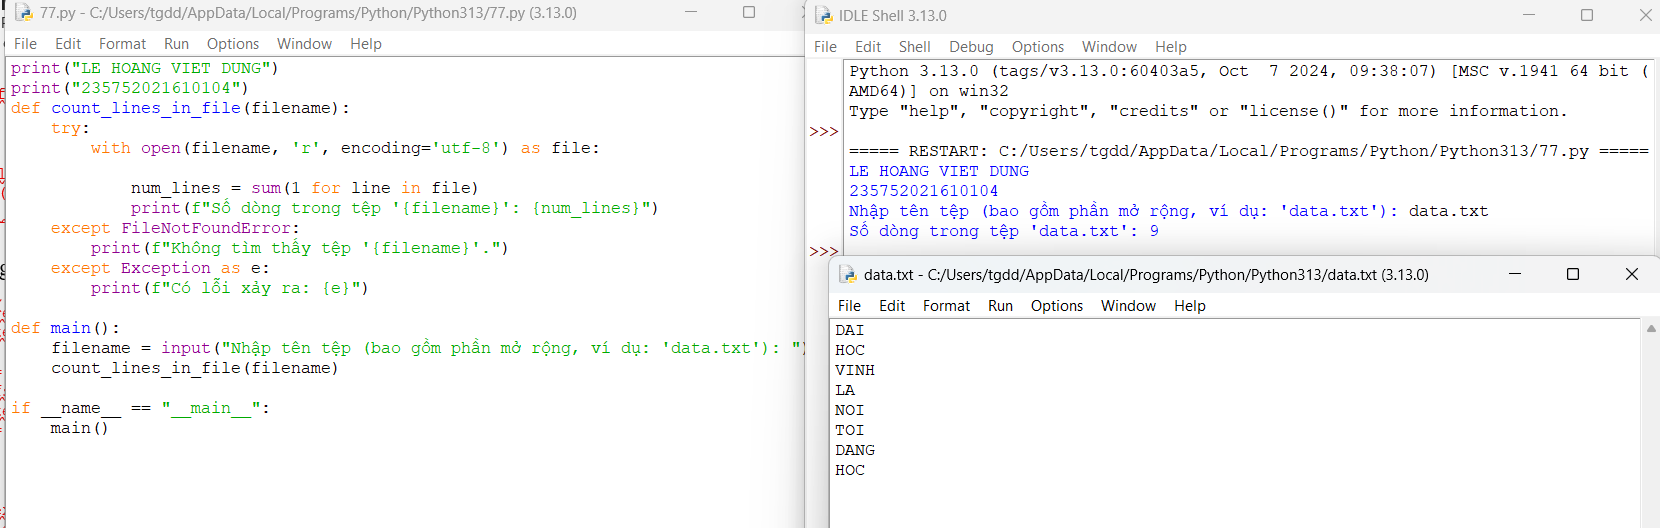 77.py - C:/Users/tgdd/AppData/Local/Programs/Python/Python313/77.py (3.13.0)
File Edit Format Run Options Window Help
print("LE HOANG VIET DUNG")
print("235752021610104")
def count_lines_in_file(filename):
    try:
        with open(filename, 'r', encoding='utf-8') as file:
            num_lines = sum(1 for line in file)
            print(f"Số dòng trong tệp '{filename}': {num_lines}")
    except FileNotFoundError:
        print(f"Không tìm thấy tệp '{filename}'.")
    except Exception as e:
        print(f"Có lỗi xảy ra: {e}")
def main():
    filename = input("Nhập tên tệp (bao gồm phần mở rộng, ví dụ: 'data.txt'): ")
    count_lines_in_file(filename)
if __name__ == "__main__":
    main()
IDLE Shell 3.13.0
File Edit Shell Debug Options Window Help
Python 3.13.0 (tags/v3.13.0:60403a5, Oct  7 2024, 09:38:07) [MSC v.1941 64 bit (
AMD64)] on win32
Type "help", "copyright", "credits" or "license()" for more information.
>>>
===== RESTART: C:/Users/tgdd/AppData/Local/Programs/Python/Python313/77.py =====
LE HOANG VIET DUNG
235752021610104
Nhập tên tệp (bao gồm phần mở rộng, ví dụ: 'data.txt'): data.txt
Số dòng trong tệp 'data.txt': 9
>>>
data.txt - C:/Users/tgdd/AppData/Local/Programs/Python/Python313/data.txt (3.13.0)
File Edit Format Run Options Window Help
DAI
HOC
VINH
LA
NOI
TOI
DANG
HOC